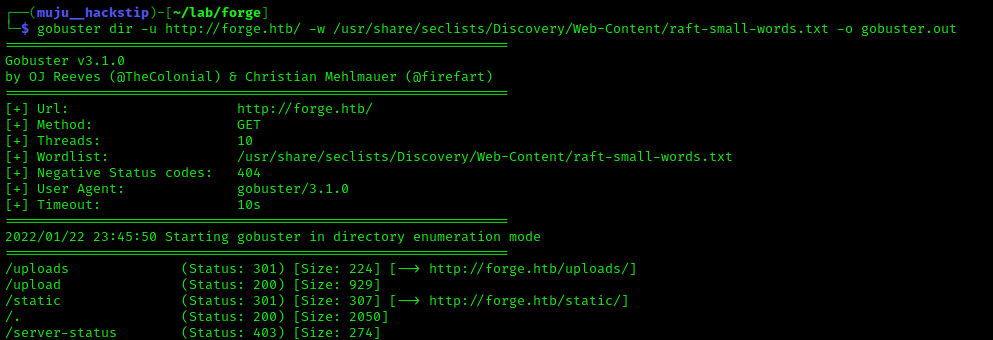 ┌──(muju__hackstip)-[~/lab/forge]
└─$ gobuster dir -u http://forge.htb/ -w /usr/share/seclists/Discovery/Web-Content/raft-small-words.txt -o gobuster.out
===============================================================
Gobuster v3.1.0
by OJ Reeves (@TheColonial) & Christian Mehlmauer (@firefart)
===============================================================
[+] Url:                     http://forge.htb/
[+] Method:                  GET
[+] Threads:                 10
[+] Wordlist:                /usr/share/seclists/Discovery/Web-Content/raft-small-words.txt
[+] Negative Status codes:   404
[+] User Agent:              gobuster/3.1.0
[+] Timeout:                 10s
===============================================================
2022/01/22 23:45:50 Starting gobuster in directory enumeration mode
===============================================================
/uploads              (Status: 301) [Size: 224] [--> http://forge.htb/uploads/]
/upload               (Status: 200) [Size: 929]
/static               (Status: 301) [Size: 307] [--> http://forge.htb/static/]
/.                    (Status: 200) [Size: 2050]
/server-status        (Status: 403) [Size: 274]